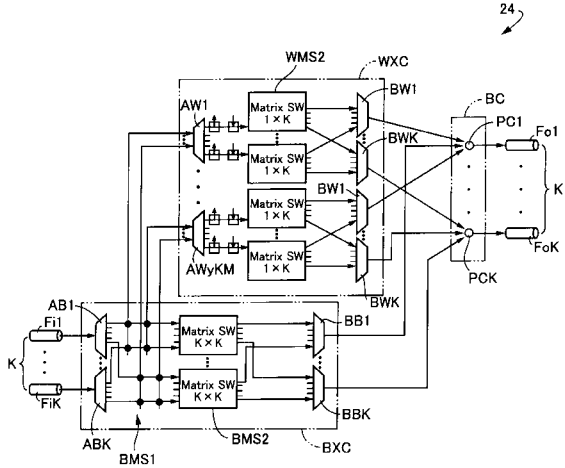 24
WMS2
WXC
BW1
BC
AW1
Matrix SW
1×K
BWK
PC1
Fo1
Matrix SW
1×K
K
BW1
Matrix SW
1×K
AWyKM
Matrix SW
1×K
PCK
FoK
BWK
AB1
BB1
Fi1
Matrix SW
K×K
K
FiK
Matrix SW
K×K
ABK
BBK
BMS1
BMS2
BXC